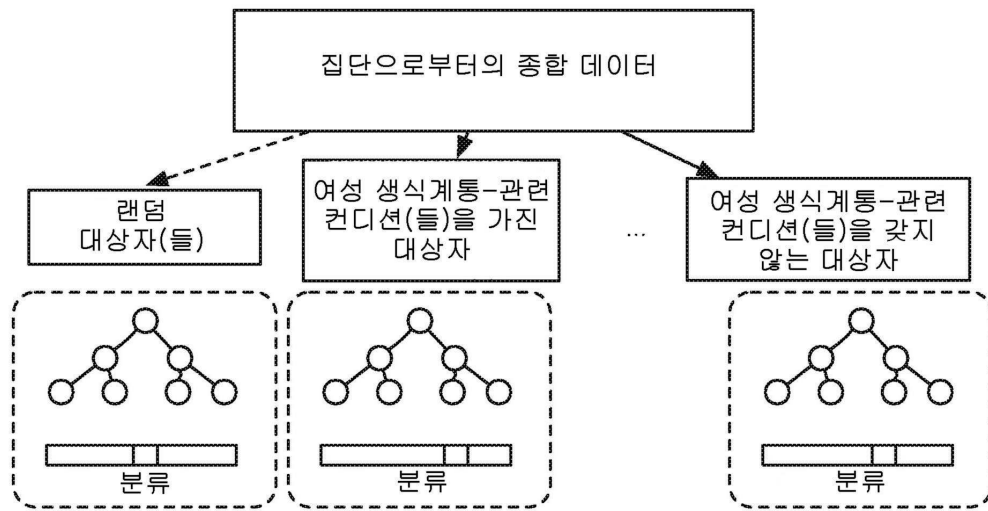 집단으로부터의 종합 데이터
랜덤
대상자(들)
여성 생식계통-관련
컨디션(들)을 가진
대상자
...
여성 생식계통-관련
컨디션(들)을 갖지
않는 대상자
분류
분류
분류